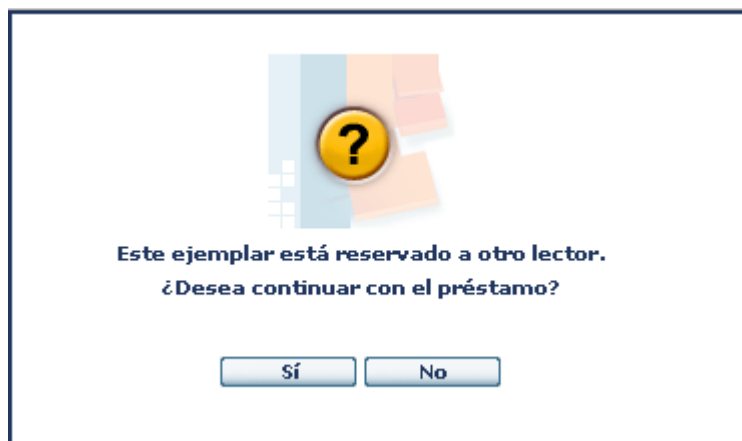 ?
Este ejemplar está reservado a otro lector.
¿Desea continuar con el préstamo?
Sí No